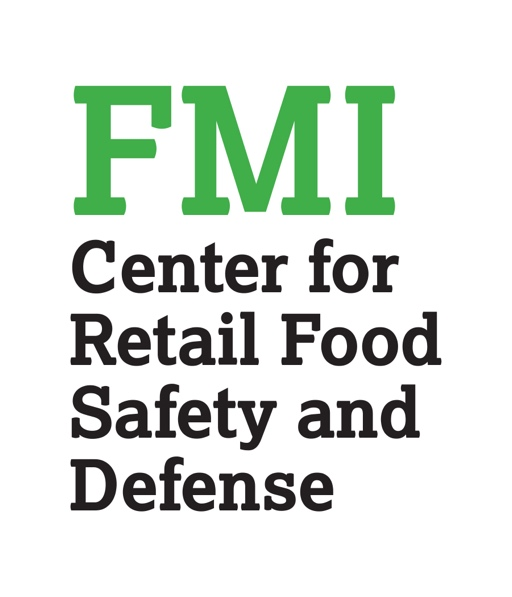 FMI
Center for
Retail Food
Safety and
Defense